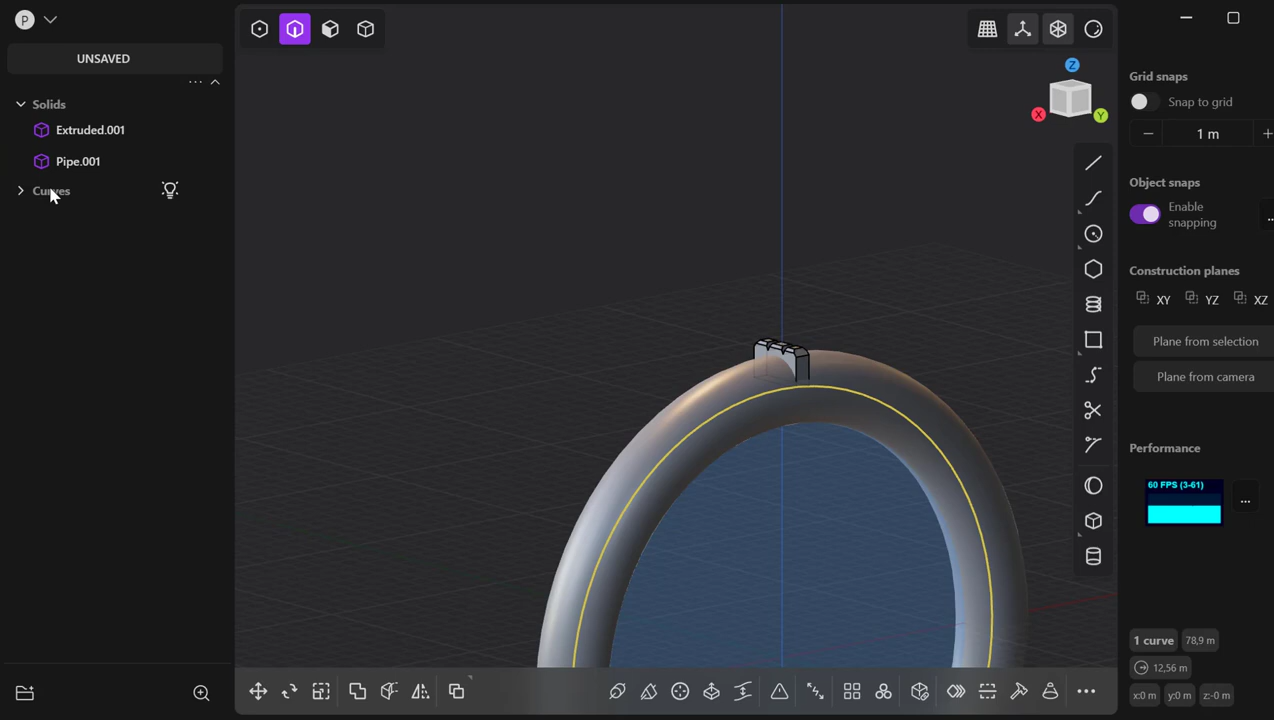 P
UNSAVED
Solids
Extruded.001
Pipe.001
Curves
Z
X
Y
Grid snaps
Snap to grid
1 m
Object snaps
Enable
snapping
Construction planes
XY YZ XZ
Plane from selection
Plane from camera
Performance
60 FPS (3-61)
1 curve 78,9 m
12,56 m
x:0 m y:0 m z:-0 m